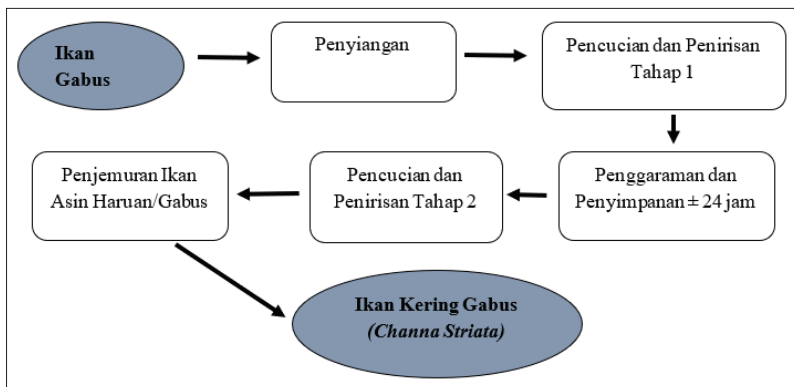 Ikan
Gabus
Penyiangan
Pencucian dan Penirisan
Tahap 1
Penggaraman dan
Penyimpanan ± 24 jam
Pencucian dan
Penirisan Tahap 2
Penjemuran Ikan
Asin Haruan/Gabus
Ikan Kering Gabus
(Channa Striata)